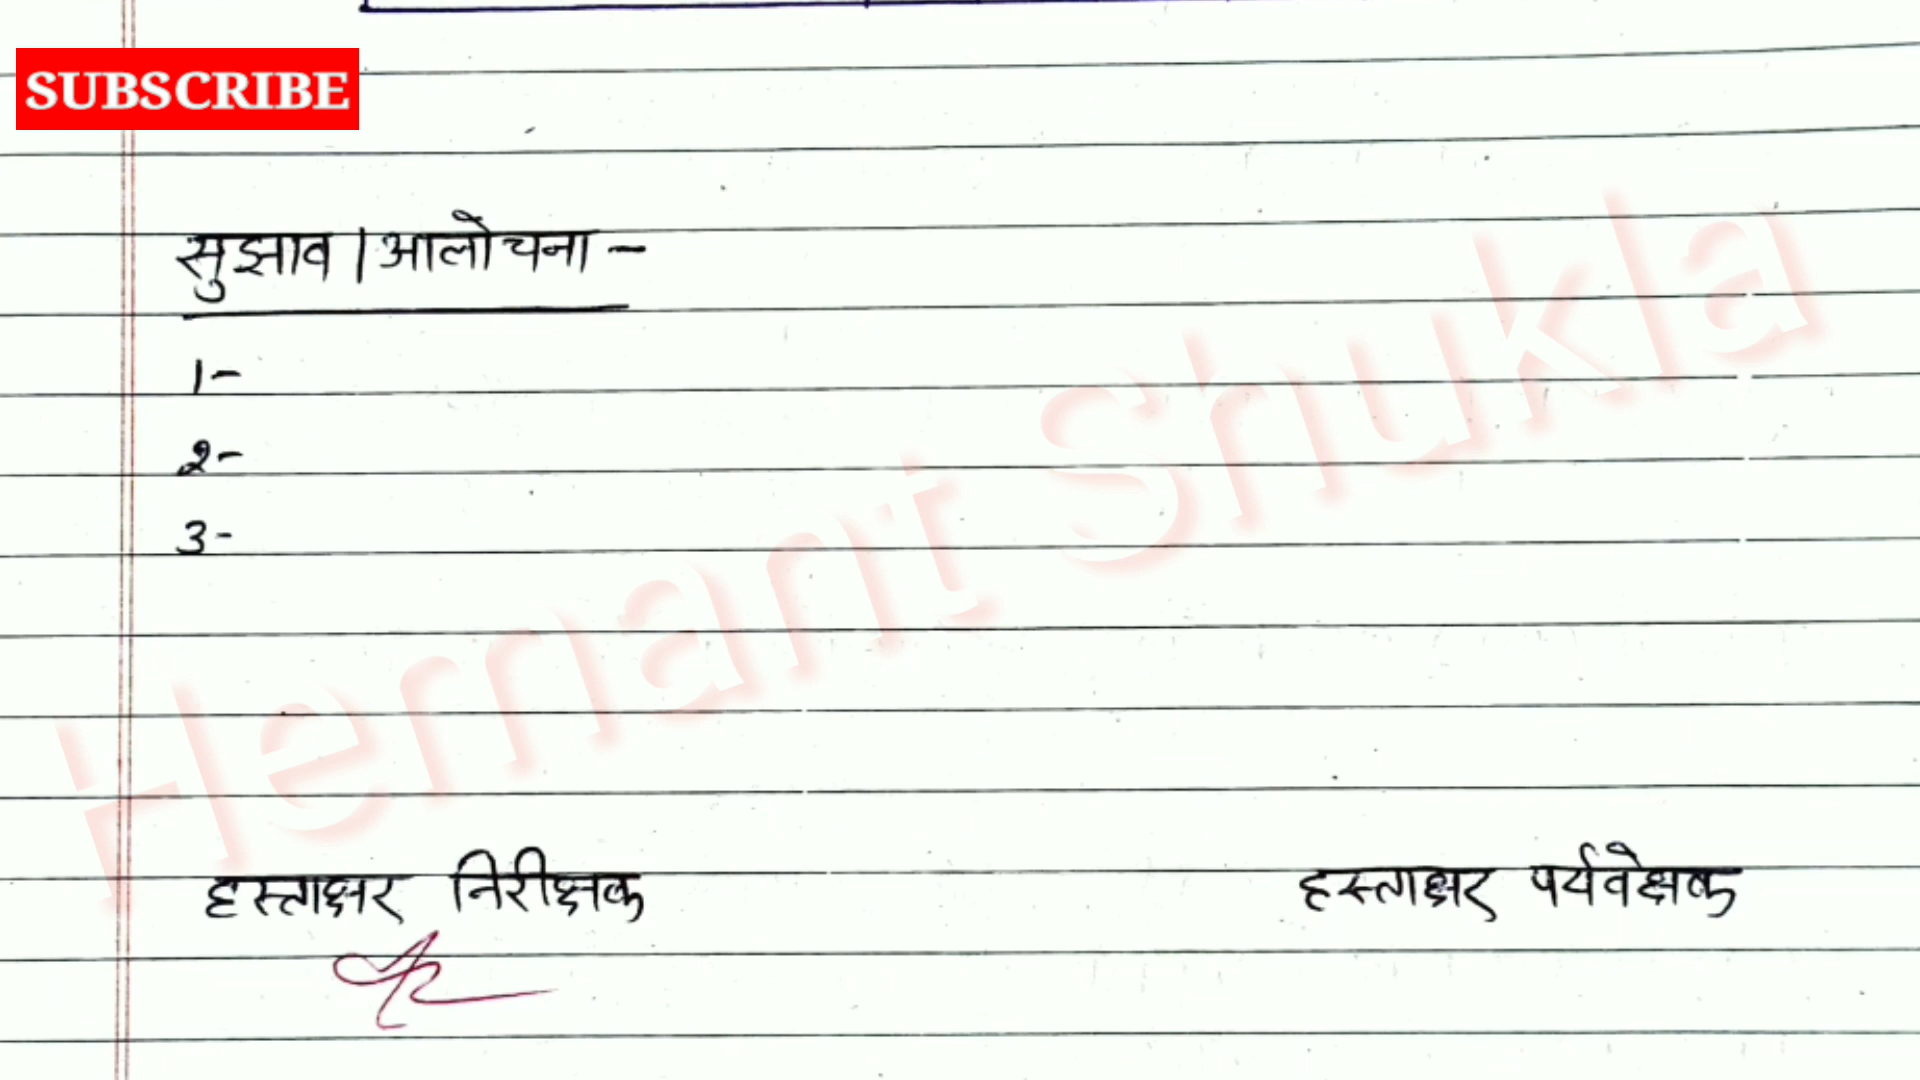 SUBSCRIBE
सुझाव।आलोचना -
1-
2-
3-
Hemant Shukla
हस्ताक्षर निरीक्षक
हस्ताक्षर पर्यवेक्षक